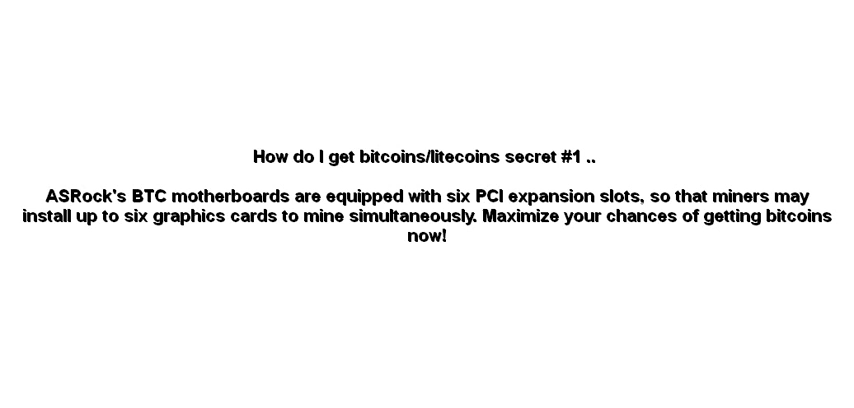 How do I get bitcoins/litecoins secret #1 ..
ASRock's BTC motherboards are equipped with six PCI expansion slots, so that miners may
install up to six graphics cards to mine simultaneously. Maximize your chances of getting bitcoins
now!